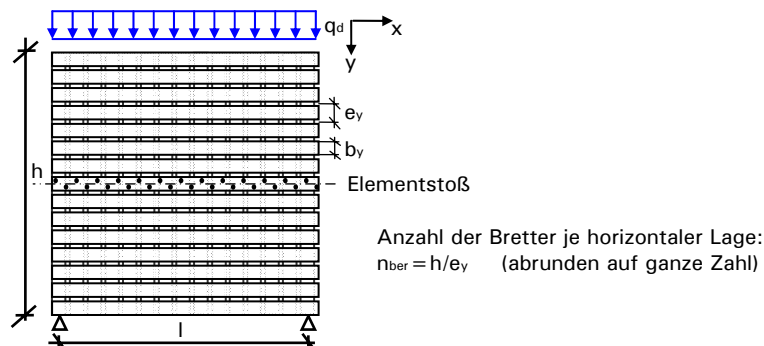 qd
x
y
ey
by
h
Elementstoß
Anzahl der Bretter je horizontaler Lage:
nber=h/ey (abrunden auf ganze Zahl)
l